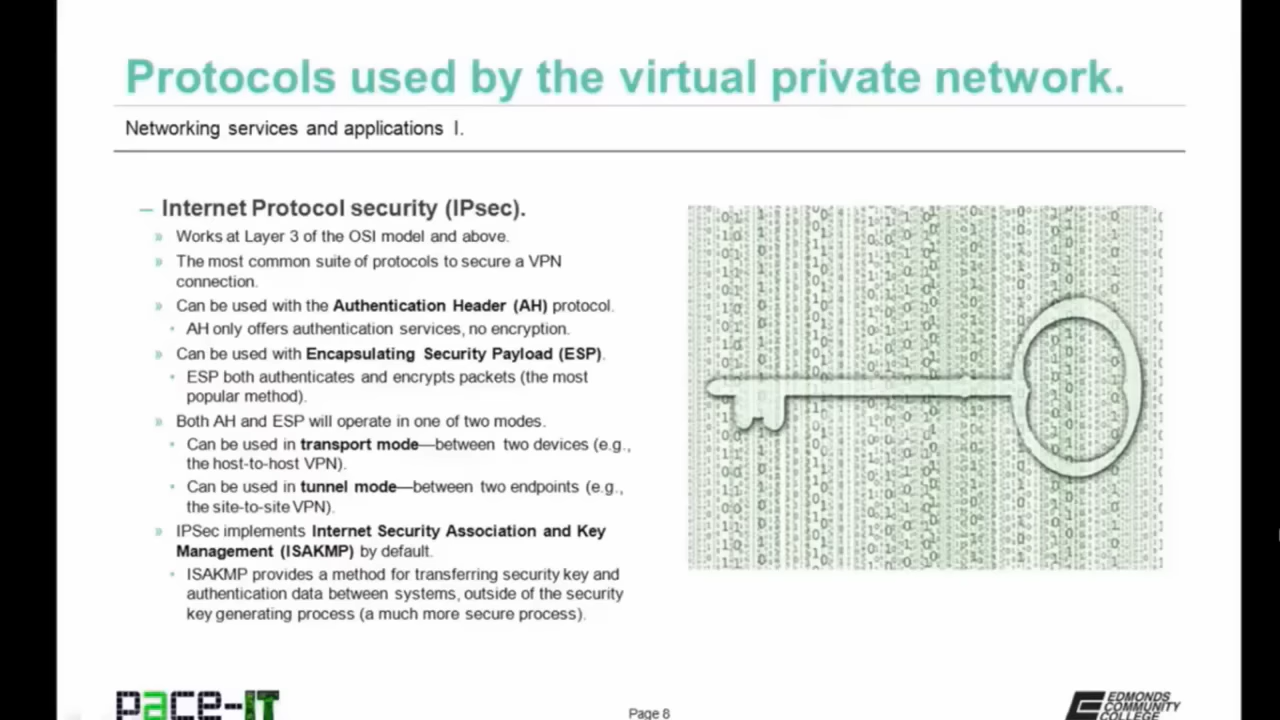 Protocols used by the virtual private network.
Networking services and applications I.
– Internet Protocol security (IPsec).
» Works at Layer 3 of the OSI model and above.
» The most common suite of protocols to secure a VPN
connection.
» Can be used with the Authentication Header (AH) protocol.
• AH only offers authentication services, no encryption.
» Can be used with Encapsulating Security Payload (ESP).
• ESP both authenticates and encrypts packets (the most
popular method).
» Both AH and ESP will operate in one of two modes.
• Can be used in transport mode—between two devices (e.g.,
the host-to-host VPN).
• Can be used in tunnel mode—between two endpoints (e.g.,
the site-to-site VPN).
» IPSec implements Internet Security Association and Key
Management (ISAKMP) by default.
• ISAKMP provides a method for transferring security key and
authentication data between systems, outside of the security
key generating process (a much more secure process).
pace-IT
Page 8
EDMONDS
COMMUNITY
COLLEGE